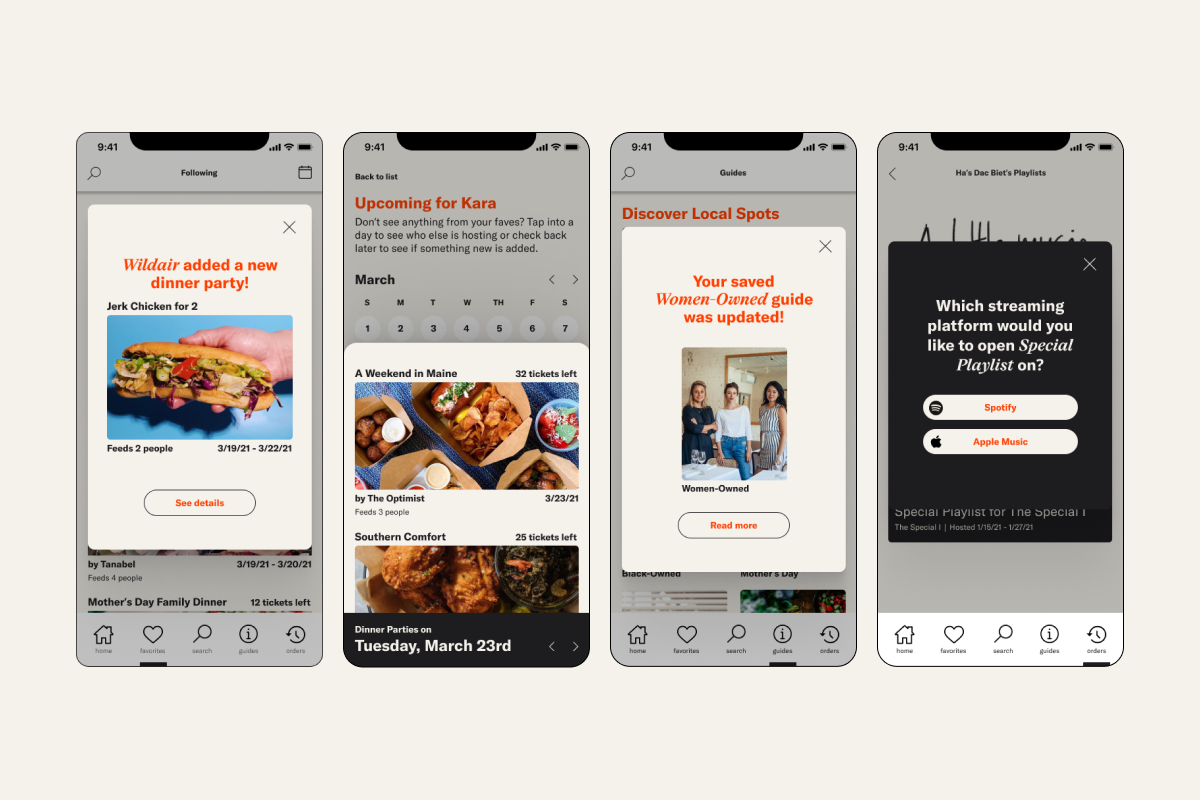 9:41
Following
Wildair added a new
dinner party!
Jerk Chicken for 2
Feeds 2 people 3/19/21 - 3/22/21
See details
by Tanabel 3/19/21 - 3/20/21
Feeds 4 people
Mother's Day Family Dinner 12 tickets left
home favorites search guides orders
9:41
Back to list
Upcoming for Kara
Don't see anything from your faves? Tap into a
day to see who else is hosting or check back
later to see if something new is added.
March
S M T W TH F S
1 2 3 4 5 6 7
A Weekend in Maine 32 tickets left
by The Optimist 3/23/21
Feeds 3 people
Southern Comfort 25 tickets left
Dinner Parties on
Tuesday, March 23rd
9:41
Guides
Discover Local Spots
Your saved
Women-Owned guide
was updated!
Women-Owned
Read more
Black-Owned Mother's Day
home favorites search guides orders
9:41
Ha's Dac Biet's Playlists
A little music
Which streaming
platform would you
like to open Special
Playlist on?
Spotify
Apple Music
Special Playlist for The Special I
The Special I | Hosted 1/15/21 - 1/27/21
home favorites search guides orders